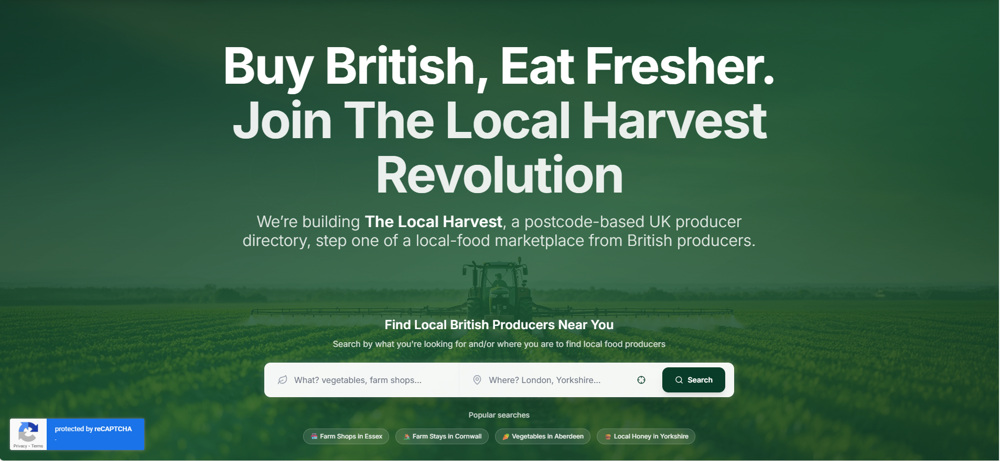 Buy British, Eat Fresher.
Join The Local Harvest
Revolution
We’re building The Local Harvest, a postcode-based UK producer
directory, step one of a local-food marketplace from British producers.
Find Local British Producers Near You
Search by what you're looking for and/or where you are to find local food producers
What? vegetables, farm shops...
Where? London, Yorkshire...
Search
Popular searches
Farm Shops in Essex
Farm Stays in Cornwall
Vegetables in Aberdeen
Local Honey in Yorkshire
protected by reCAPTCHA
-
Privacy - Terms